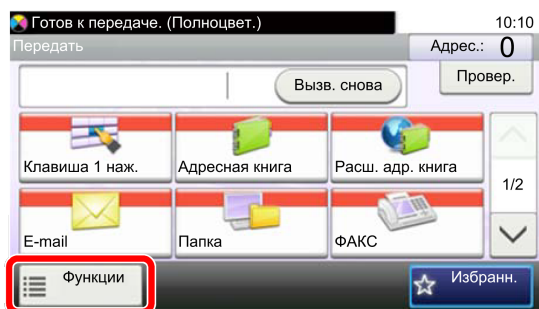 Готов к передаче. (Полноцвет.) 10:10
Передать Адрес.: 0
Вызв. снова Провер.
Клавиша 1 наж. Адресная книга Расш. адр. книга
1/2
E-mail Папка ФАКС
Функции Избранн.